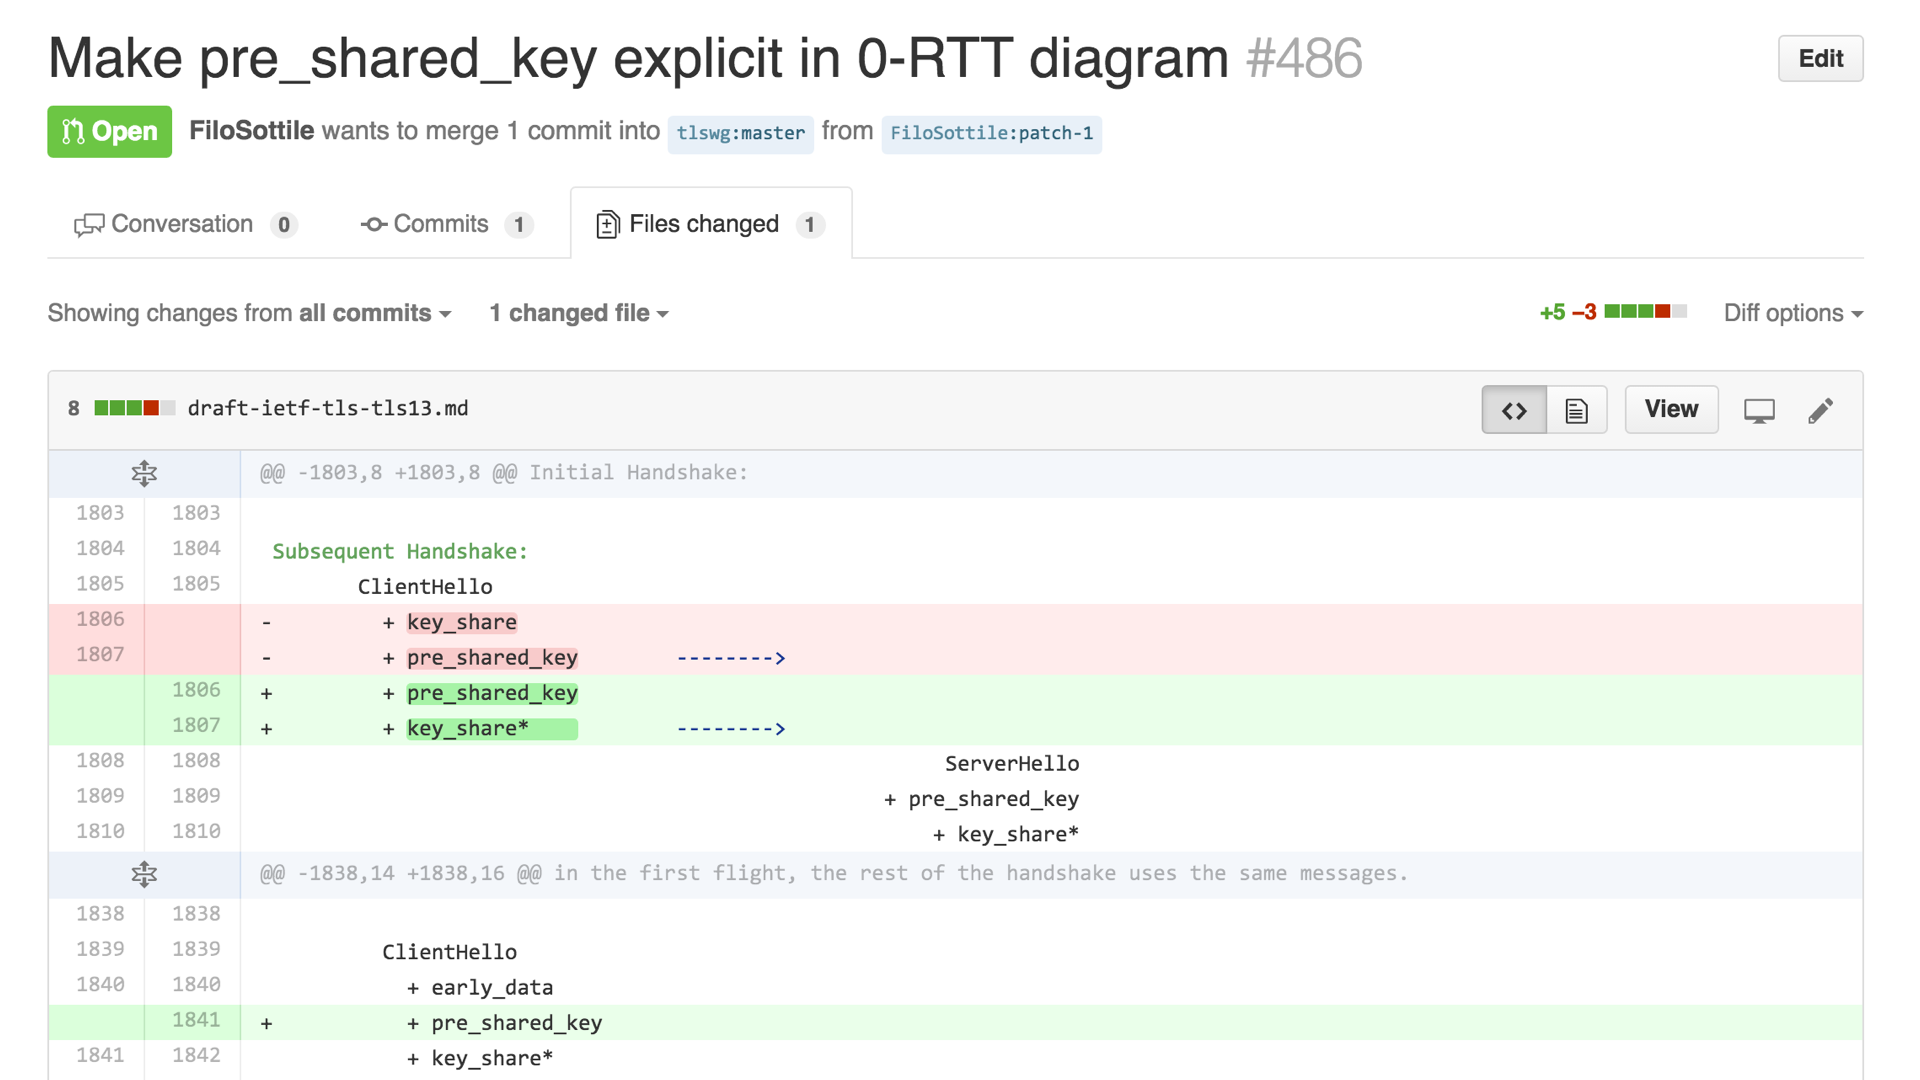 Make pre_shared_key explicit in 0-RTT diagram #486
Edit
Open FiloSottile wants to merge 1 commit into tlswg:master from FiloSottile:patch-1
Conversation 0 Commits 1 Files changed 1
Showing changes from all commits 1 changed file +5 −3 Diff options
8 draft-ietf-tls-tls13.md <> View
@@ -1803,8 +1803,8 @@ Initial Handshake:
1803 1803
1804 1804 Subsequent Handshake:
1805 1805 ClientHello
1806 - + key_share
1807 - + pre_shared_key -------->
1806 + + pre_shared_key
1807 + + key_share* -------->
1808 1808 ServerHello
1809 1809 + pre_shared_key
1810 1810 + key_share*
@@ -1838,14 +1838,16 @@ in the first flight, the rest of the handshake uses the same messages.
1838 1838
1839 1839 ClientHello
1840 1840 + early_data
1841 + + pre_shared_key
1841 1842 + key_share*